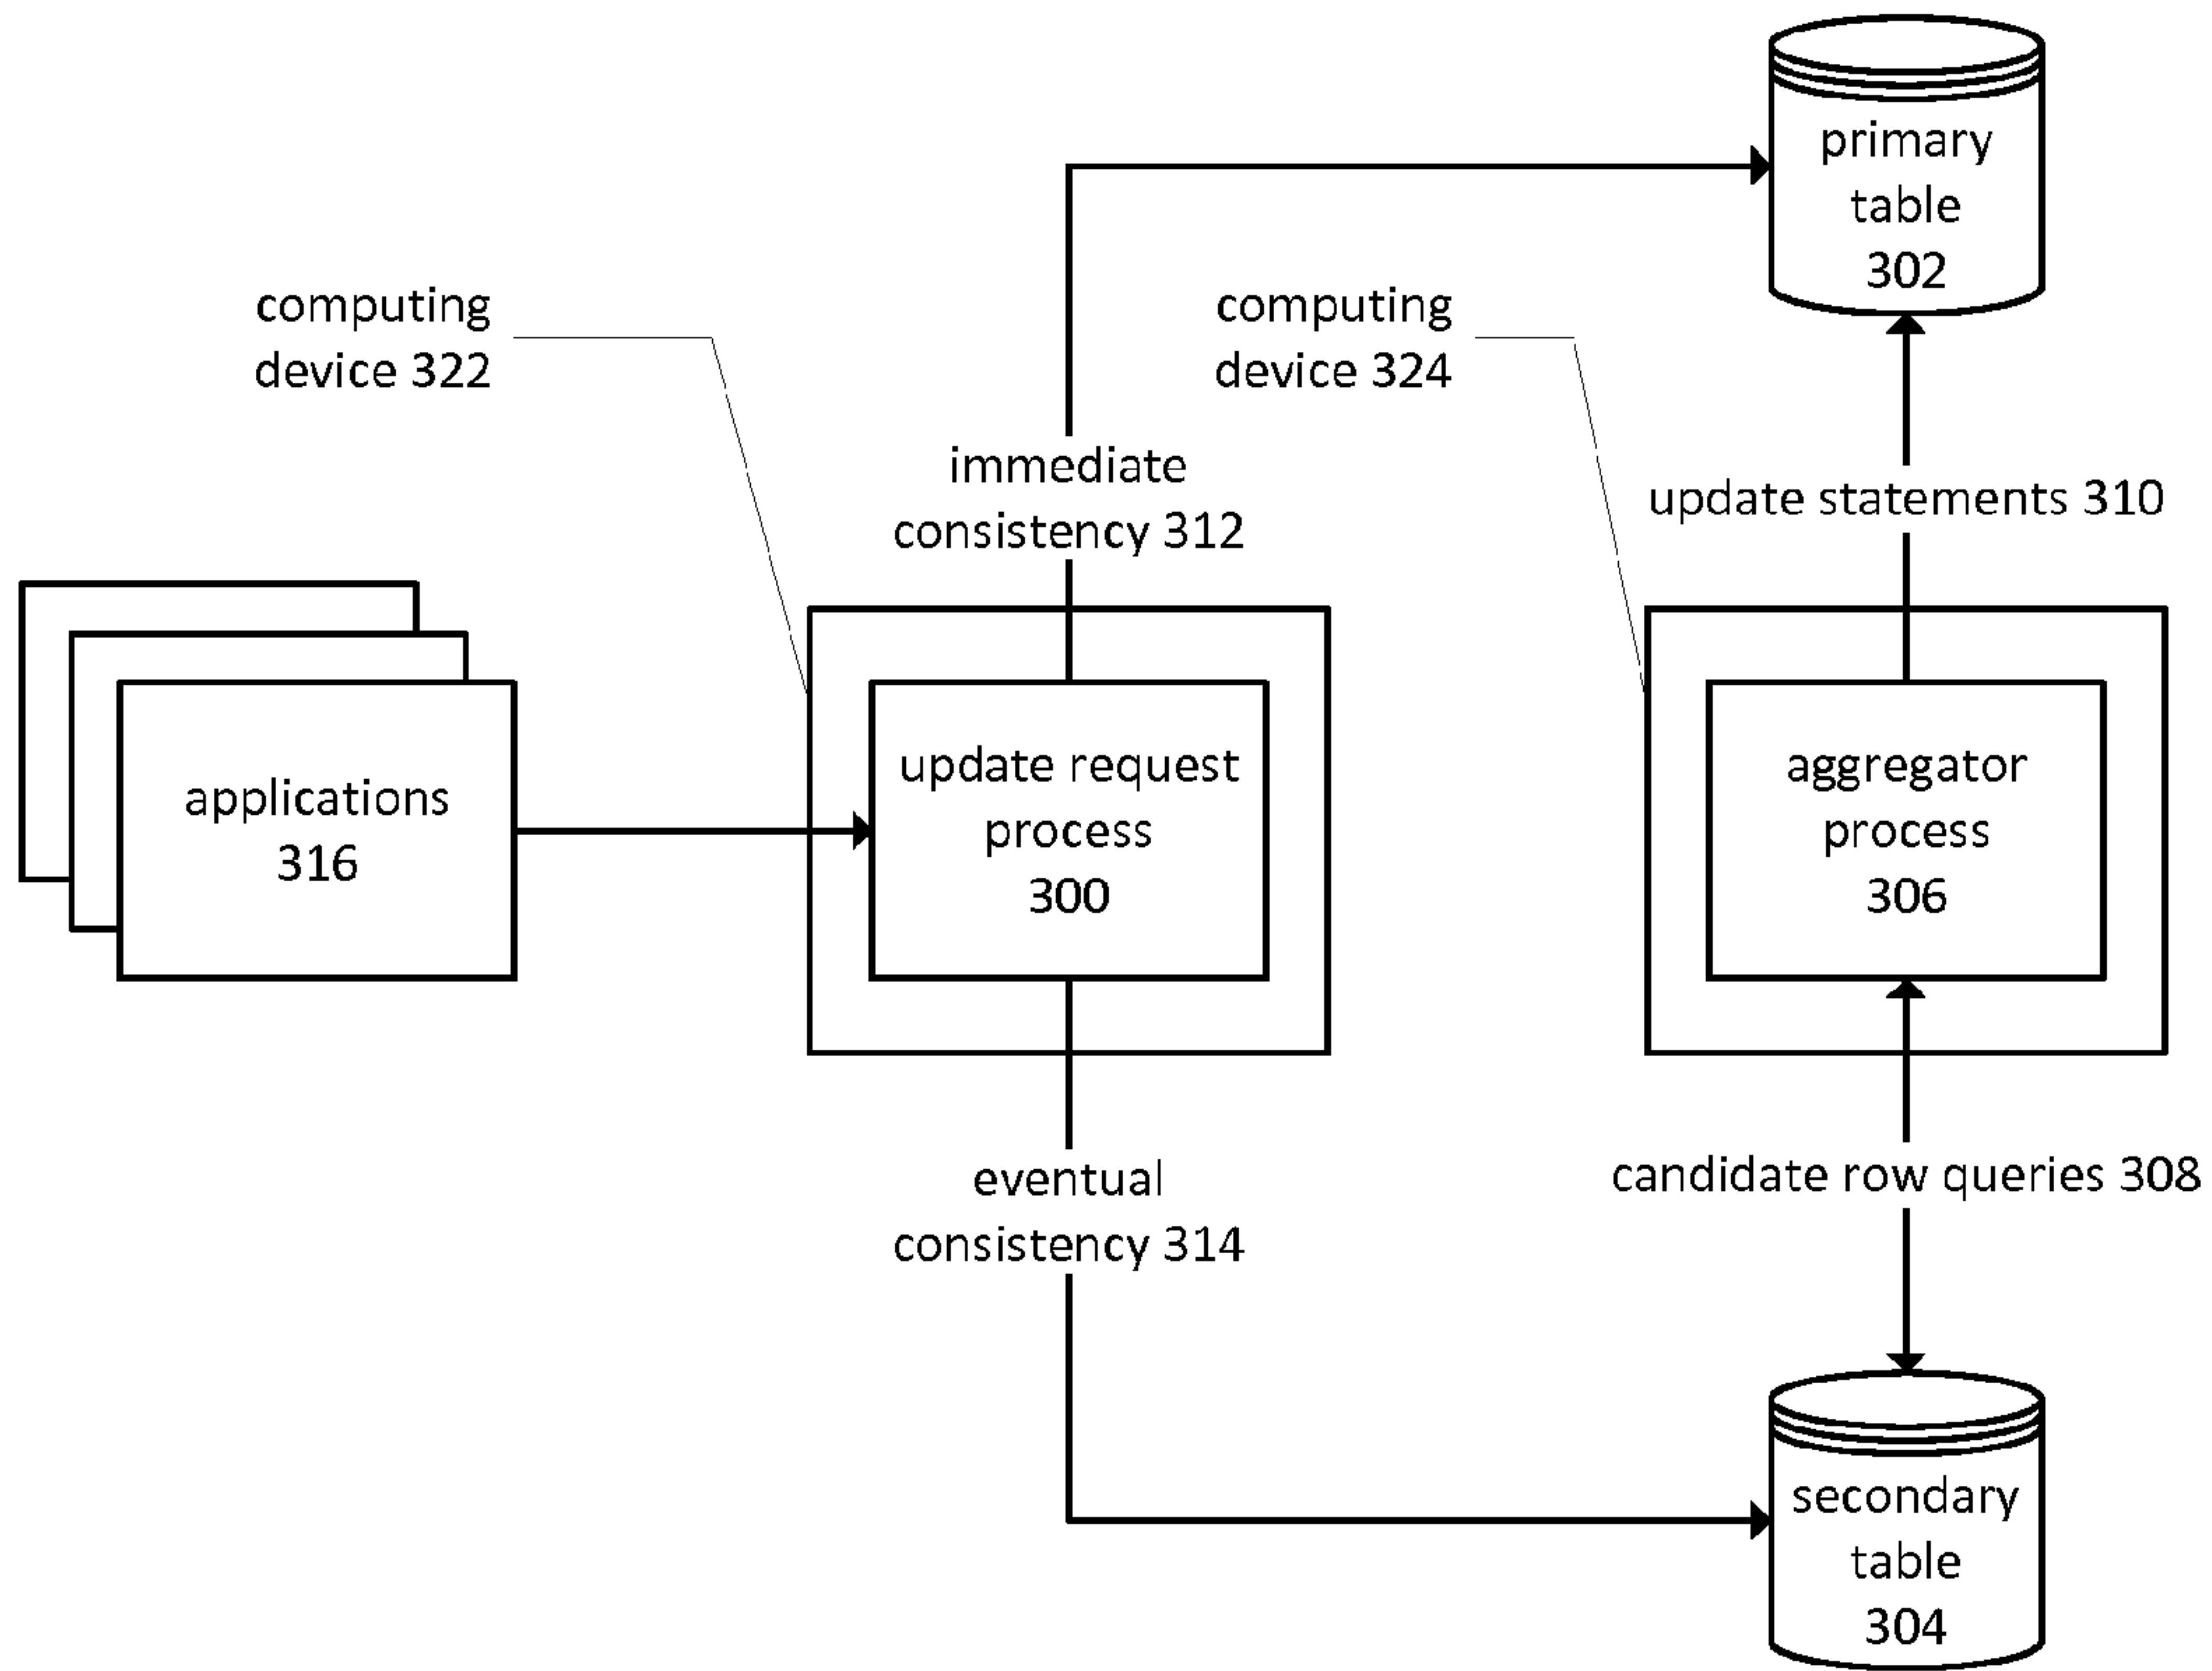 primary
table
302
computing
device 322
computing
device 324
immediate
consistency 312
update statements 310
applications
316
update request
process
300
aggregator
process
306
eventual
consistency 314
candidate row queries 308
secondary
table
304